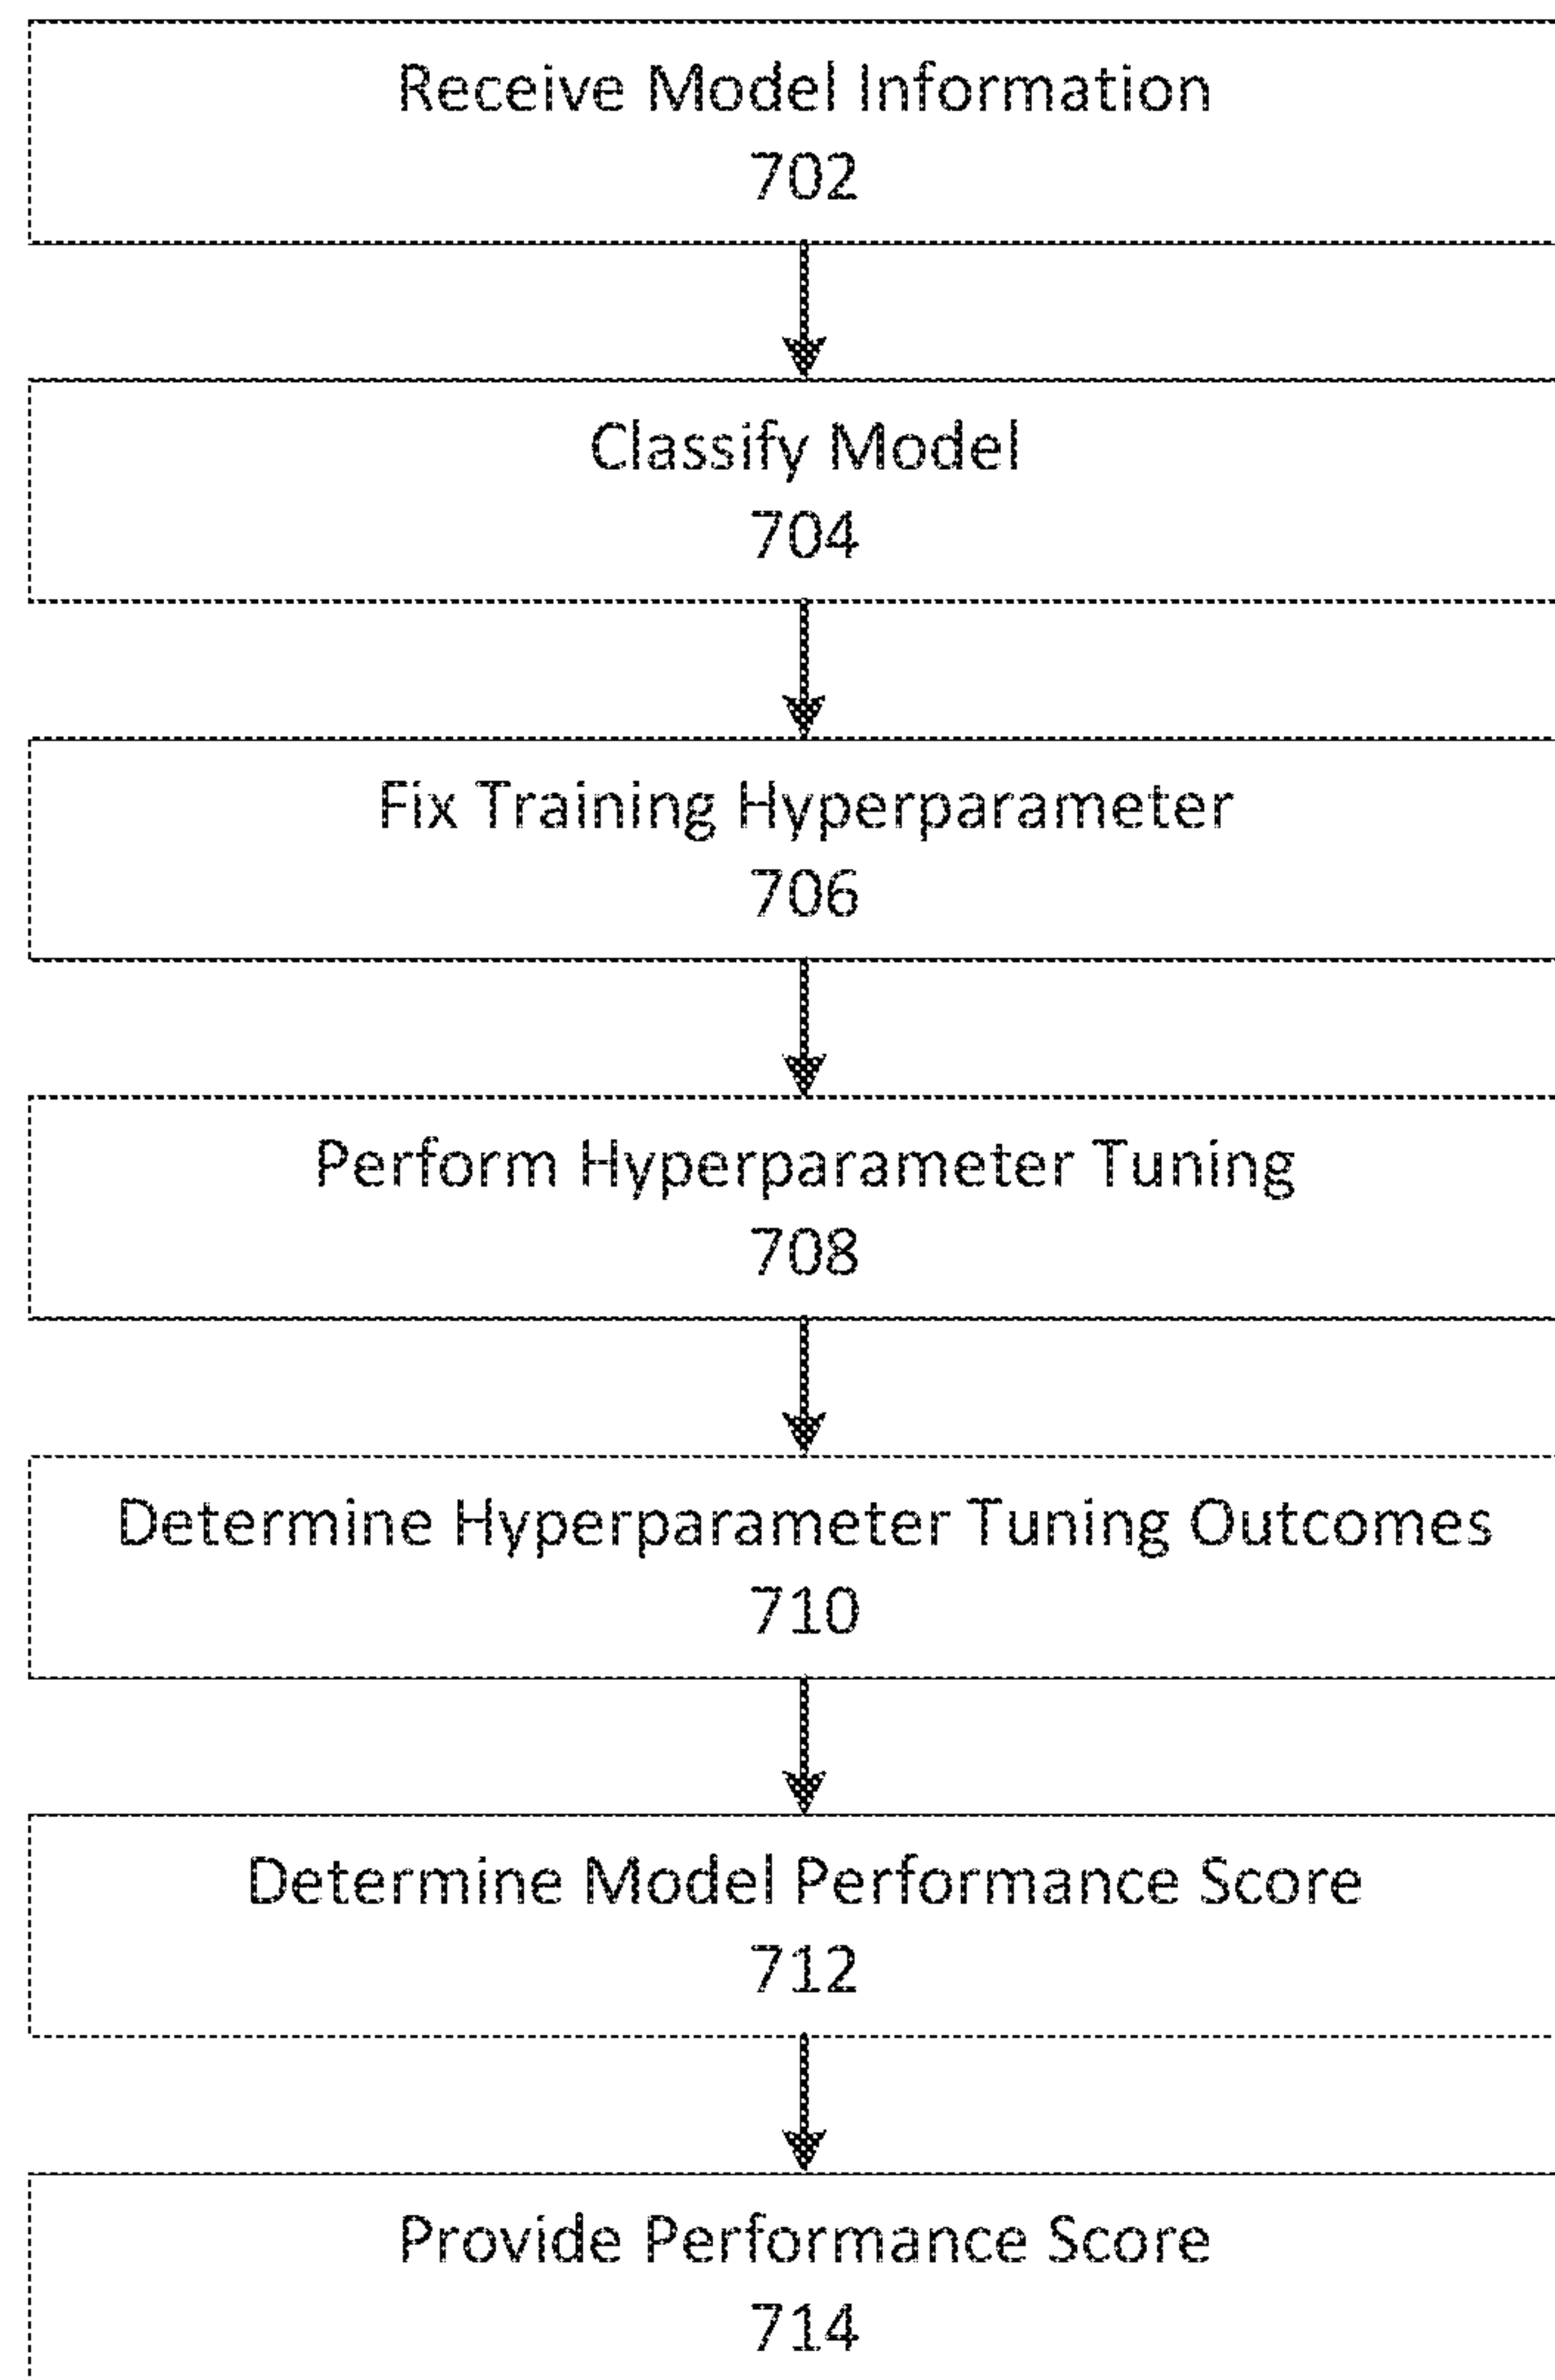 Receive Model Information
702
Classify Model
704
Fix Training Hyperparameter
706
Perform Hyperparameter Tuning
708
Determine Hyperparameter Tuning Outcomes
710
Determine Model Performance Score
712
Provide Performance Score
714